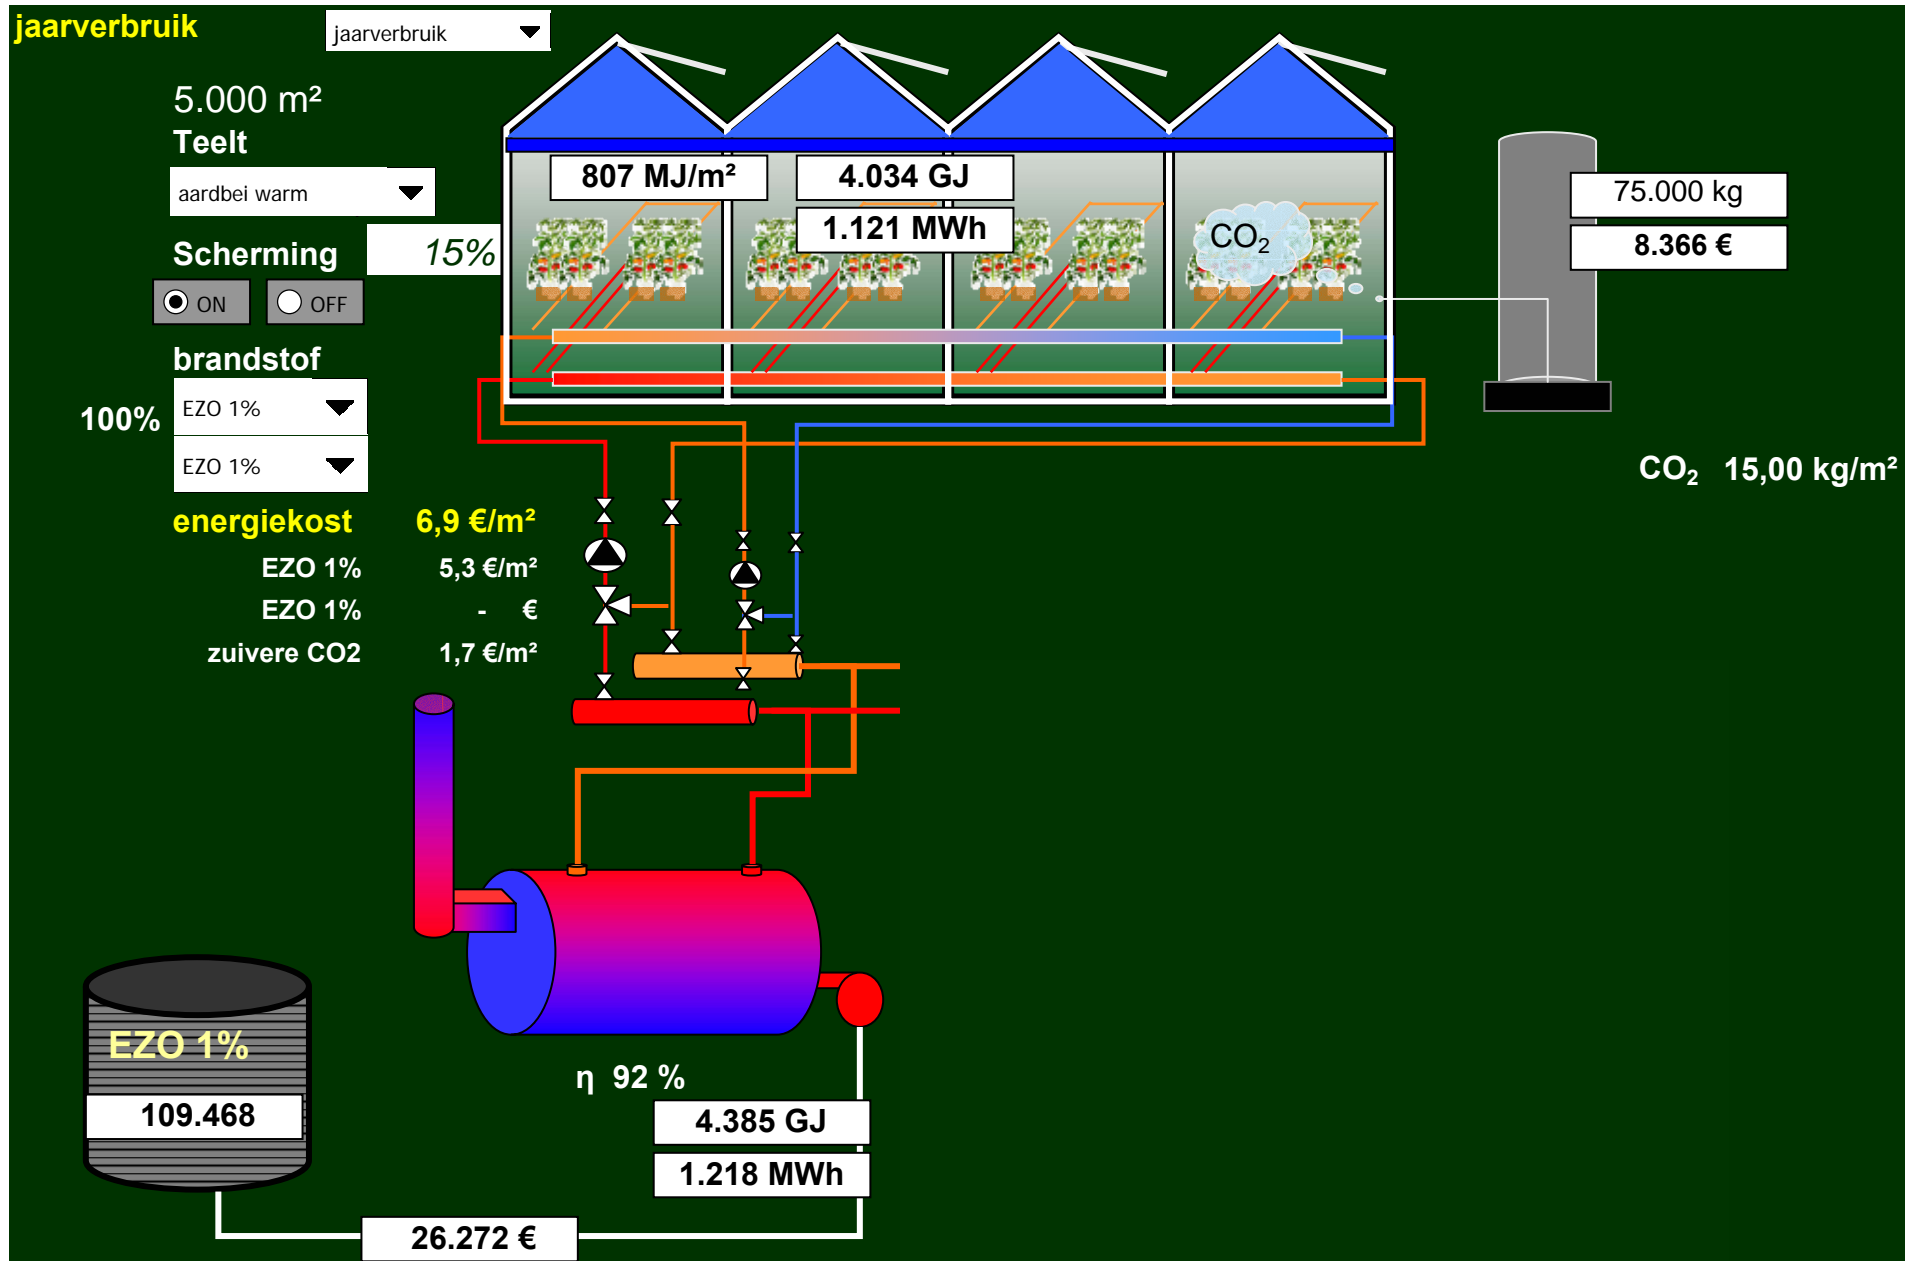 jaarverbruik
jaarverbruik
5.000 m²
Teelt
aardbei warm
Scherming 15%
ON OFF
brandstof
100% EZO 1%
EZO 1%
energiekost 6,9 €/m²
EZO 1% 5,3 €/m²
EZO 1% - €
zuivere CO2 1,7 €/m²
807 MJ/m²
4.034 GJ
1.121 MWh
CO₂
75.000 kg
8.366 €
CO₂ 15,00 kg/m²
EZO 1%
109.468
η 92 %
4.385 GJ
1.218 MWh
26.272 €